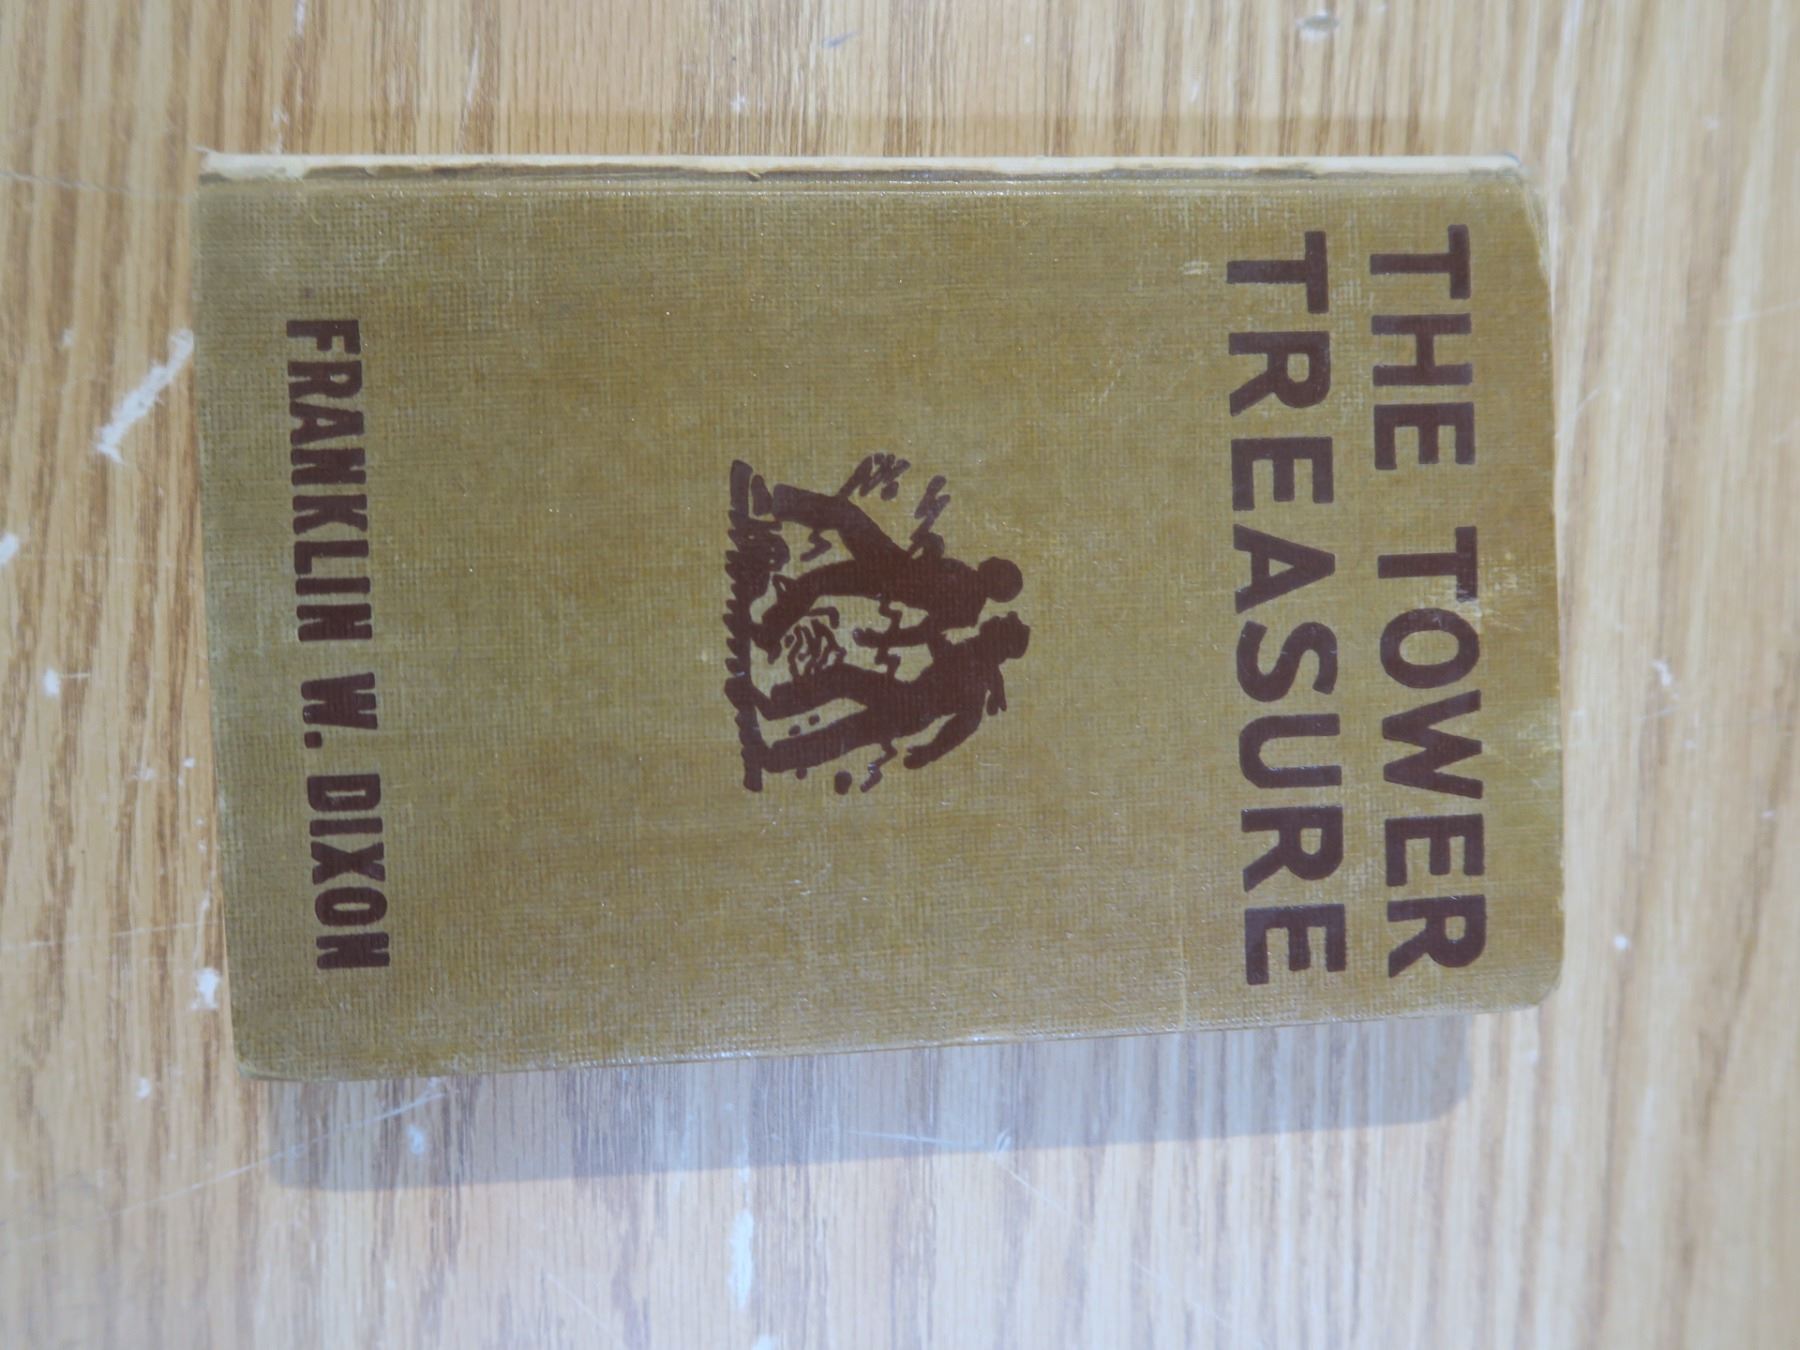 THE TOWER
TREASURE
FRANKLIN W. DIXON